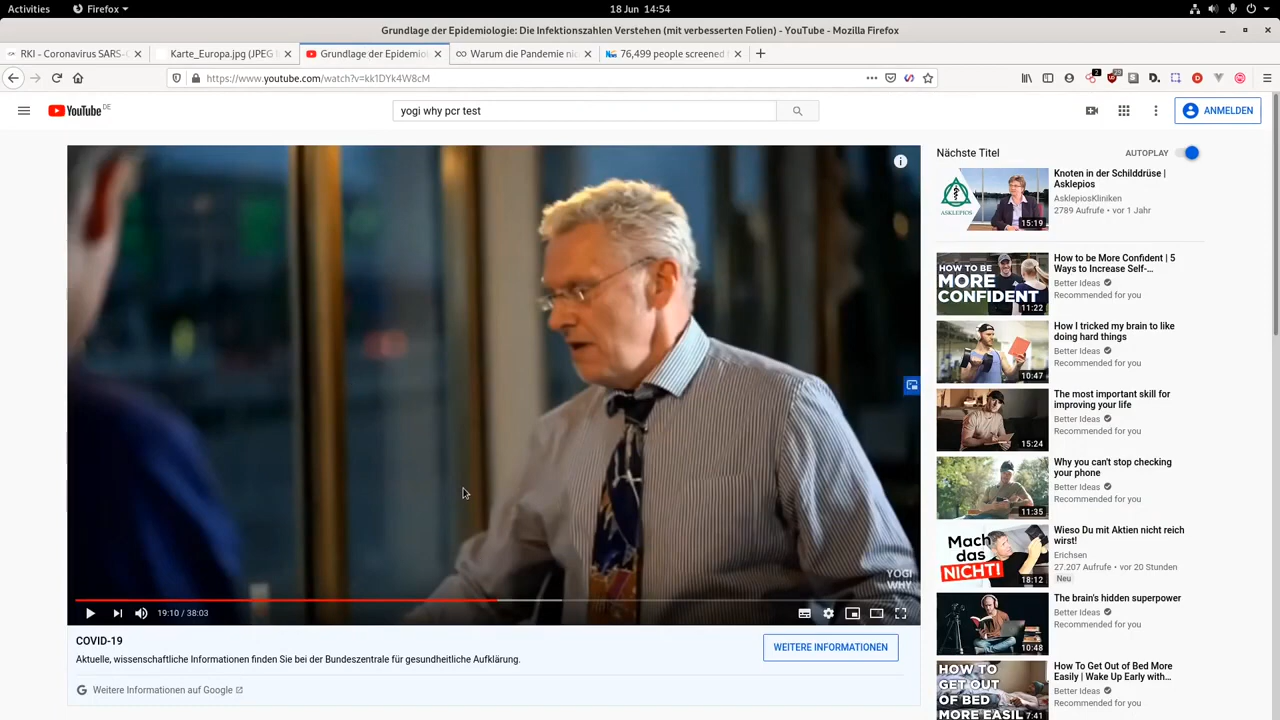 Activities
Firefox
18 Jun 14:54
Grundlage der Epidemiologie: Die Infektionszahlen Verstehen (mit verbesserten Folien) - YouTube - Mozilla Firefox
RKI - Coronavirus SARS-C
Karte_Europa.jpg (JPEG I
Grundlage der Epidemiol
Warum die Pandemie nic
76,499 people screened
https://www.youtube.com/watch?v=kk1DYk4W8cM
YouTube DE
yogi why pcr test
ANMELDEN
YOGI
WHY
19:10 / 38:03
COVID-19
Aktuelle, wissenschaftliche Informationen finden Sie bei der Bundeszentrale für gesundheitliche Aufklärung.
WEITERE INFORMATIONEN
Weitere Informationen auf Google
Nächste Titel
AUTOPLAY
ASKLEPIOS
15:19
Knoten in der Schilddrüse |
Asklepios
AsklepiosKliniken
2789 Aufrufe • vor 1 Jahr
HOW TO BE
MORE
CONFIDENT
11:22
How to be More Confident | 5
Ways to Increase Self-...
Better Ideas
Recommended for you
10:47
How I tricked my brain to like
doing hard things
Better Ideas
Recommended for you
15:24
The most important skill for
improving your life
Better Ideas
Recommended for you
11:35
Why you can't stop checking
your phone
Better Ideas
Recommended for you
Mach
das
NICHT!
18:12
Wieso Du mit Aktien nicht reich
wirst!
Erichsen
27.207 Aufrufe • vor 20 Stunden
Neu
10:48
The brain's hidden superpower
Better Ideas
Recommended for you
HOW TO
GET OUT
OF BED
MORE EASIL
7:41
How To Get Out of Bed More
Easily | Wake Up Early with...
Better Ideas
Recommended for you